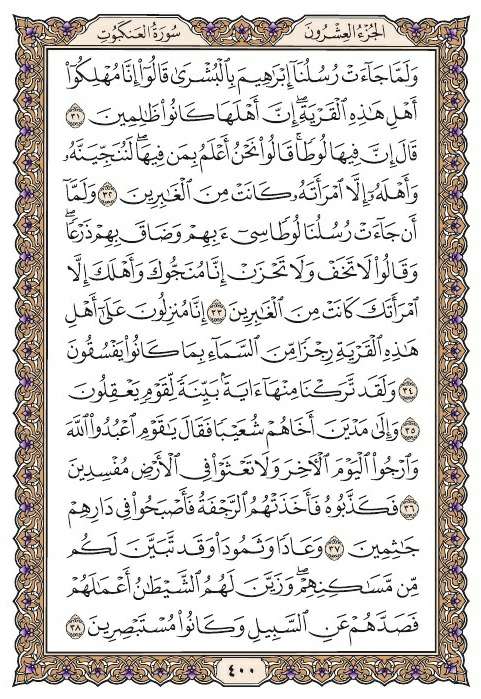 الجُزْءُ العِشْرُونَ
سُورَةُ العَنكَبُوتِ
وَلَمَّا جَآءَتْ رُسُلُنَآ إِبْرَٰهِيمَ بِٱلْبُشْرَىٰ قَالُوٓا۟ إِنَّا مُهْلِكُوٓا۟
أَهْلِ هَٰذِهِ ٱلْقَرْيَةِ ۖ إِنَّ أَهْلَهَا كَانُوا۟ ظَٰلِمِينَ ٣١
قَالَ إِنَّ فِيهَا لُوطًا ۚ قَالُوا۟ نَحْنُ أَعْلَمُ بِمَن فِيهَا ۖ لَنُنَجِّيَنَّهُۥ
وَأَهْلَهُۥٓ إِلَّا ٱمْرَأَتَهُۥ كَانَتْ مِنَ ٱلْغَٰبِرِينَ ٣٢ وَلَمَّآ
أَن جَآءَتْ رُسُلُنَا لُوطًا سِىٓءَ بِهِمْ وَضَاقَ بِهِمْ ذَرْعًا ۖ
وَقَالُوا۟ لَا تَخَفْ وَلَا تَحْزَنْ ۖ إِنَّا مُنَجُّوكَ وَأَهْلَكَ إِلَّا
ٱمْرَأَتَكَ كَانَتْ مِنَ ٱلْغَٰبِرِينَ ٣٣ إِنَّا مُنزِلُونَ عَلَىٰٓ أَهْلِ
هَٰذِهِ ٱلْقَرْيَةِ رِجْزًا مِّنَ ٱلسَّمَآءِ بِمَا كَانُوا۟ يَفْسُقُونَ
٣٤ وَلَقَد تَّرَكْنَا مِنْهَآ ءَايَةًۢ بَيِّنَةً لِّقَوْمٍ يَعْقِلُونَ
٣٥ وَإِلَىٰ مَدْيَنَ أَخَاهُمْ شُعَيْبًا فَقَالَ يَٰقَوْمِ ٱعْبُدُوا۟ ٱللَّهَ
وَٱرْجُوا۟ ٱلْيَوْمَ ٱلْءَاخِرَ وَلَا تَعْثَوْا۟ فِى ٱلْأَرْضِ مُفْسِدِينَ
٣٦ فَكَذَّبُوهُ فَأَخَذَتْهُمُ ٱلرَّجْفَةُ فَأَصْبَحُوا۟ فِى دَارِهِمْ
جَٰثِمِينَ ٣٧ وَعَادًا وَثَمُودَا۟ وَقَد تَّبَيَّنَ لَكُم
مِّن مَّسَٰكِنِهِمْ ۖ وَزَيَّنَ لَهُمُ ٱلشَّيْطَٰنُ أَعْمَٰلَهُمْ
فَصَدَّهُمْ عَنِ ٱلسَّبِيلِ وَكَانُوا۟ مُسْتَبْصِرِينَ ٣٨
٤٠٠